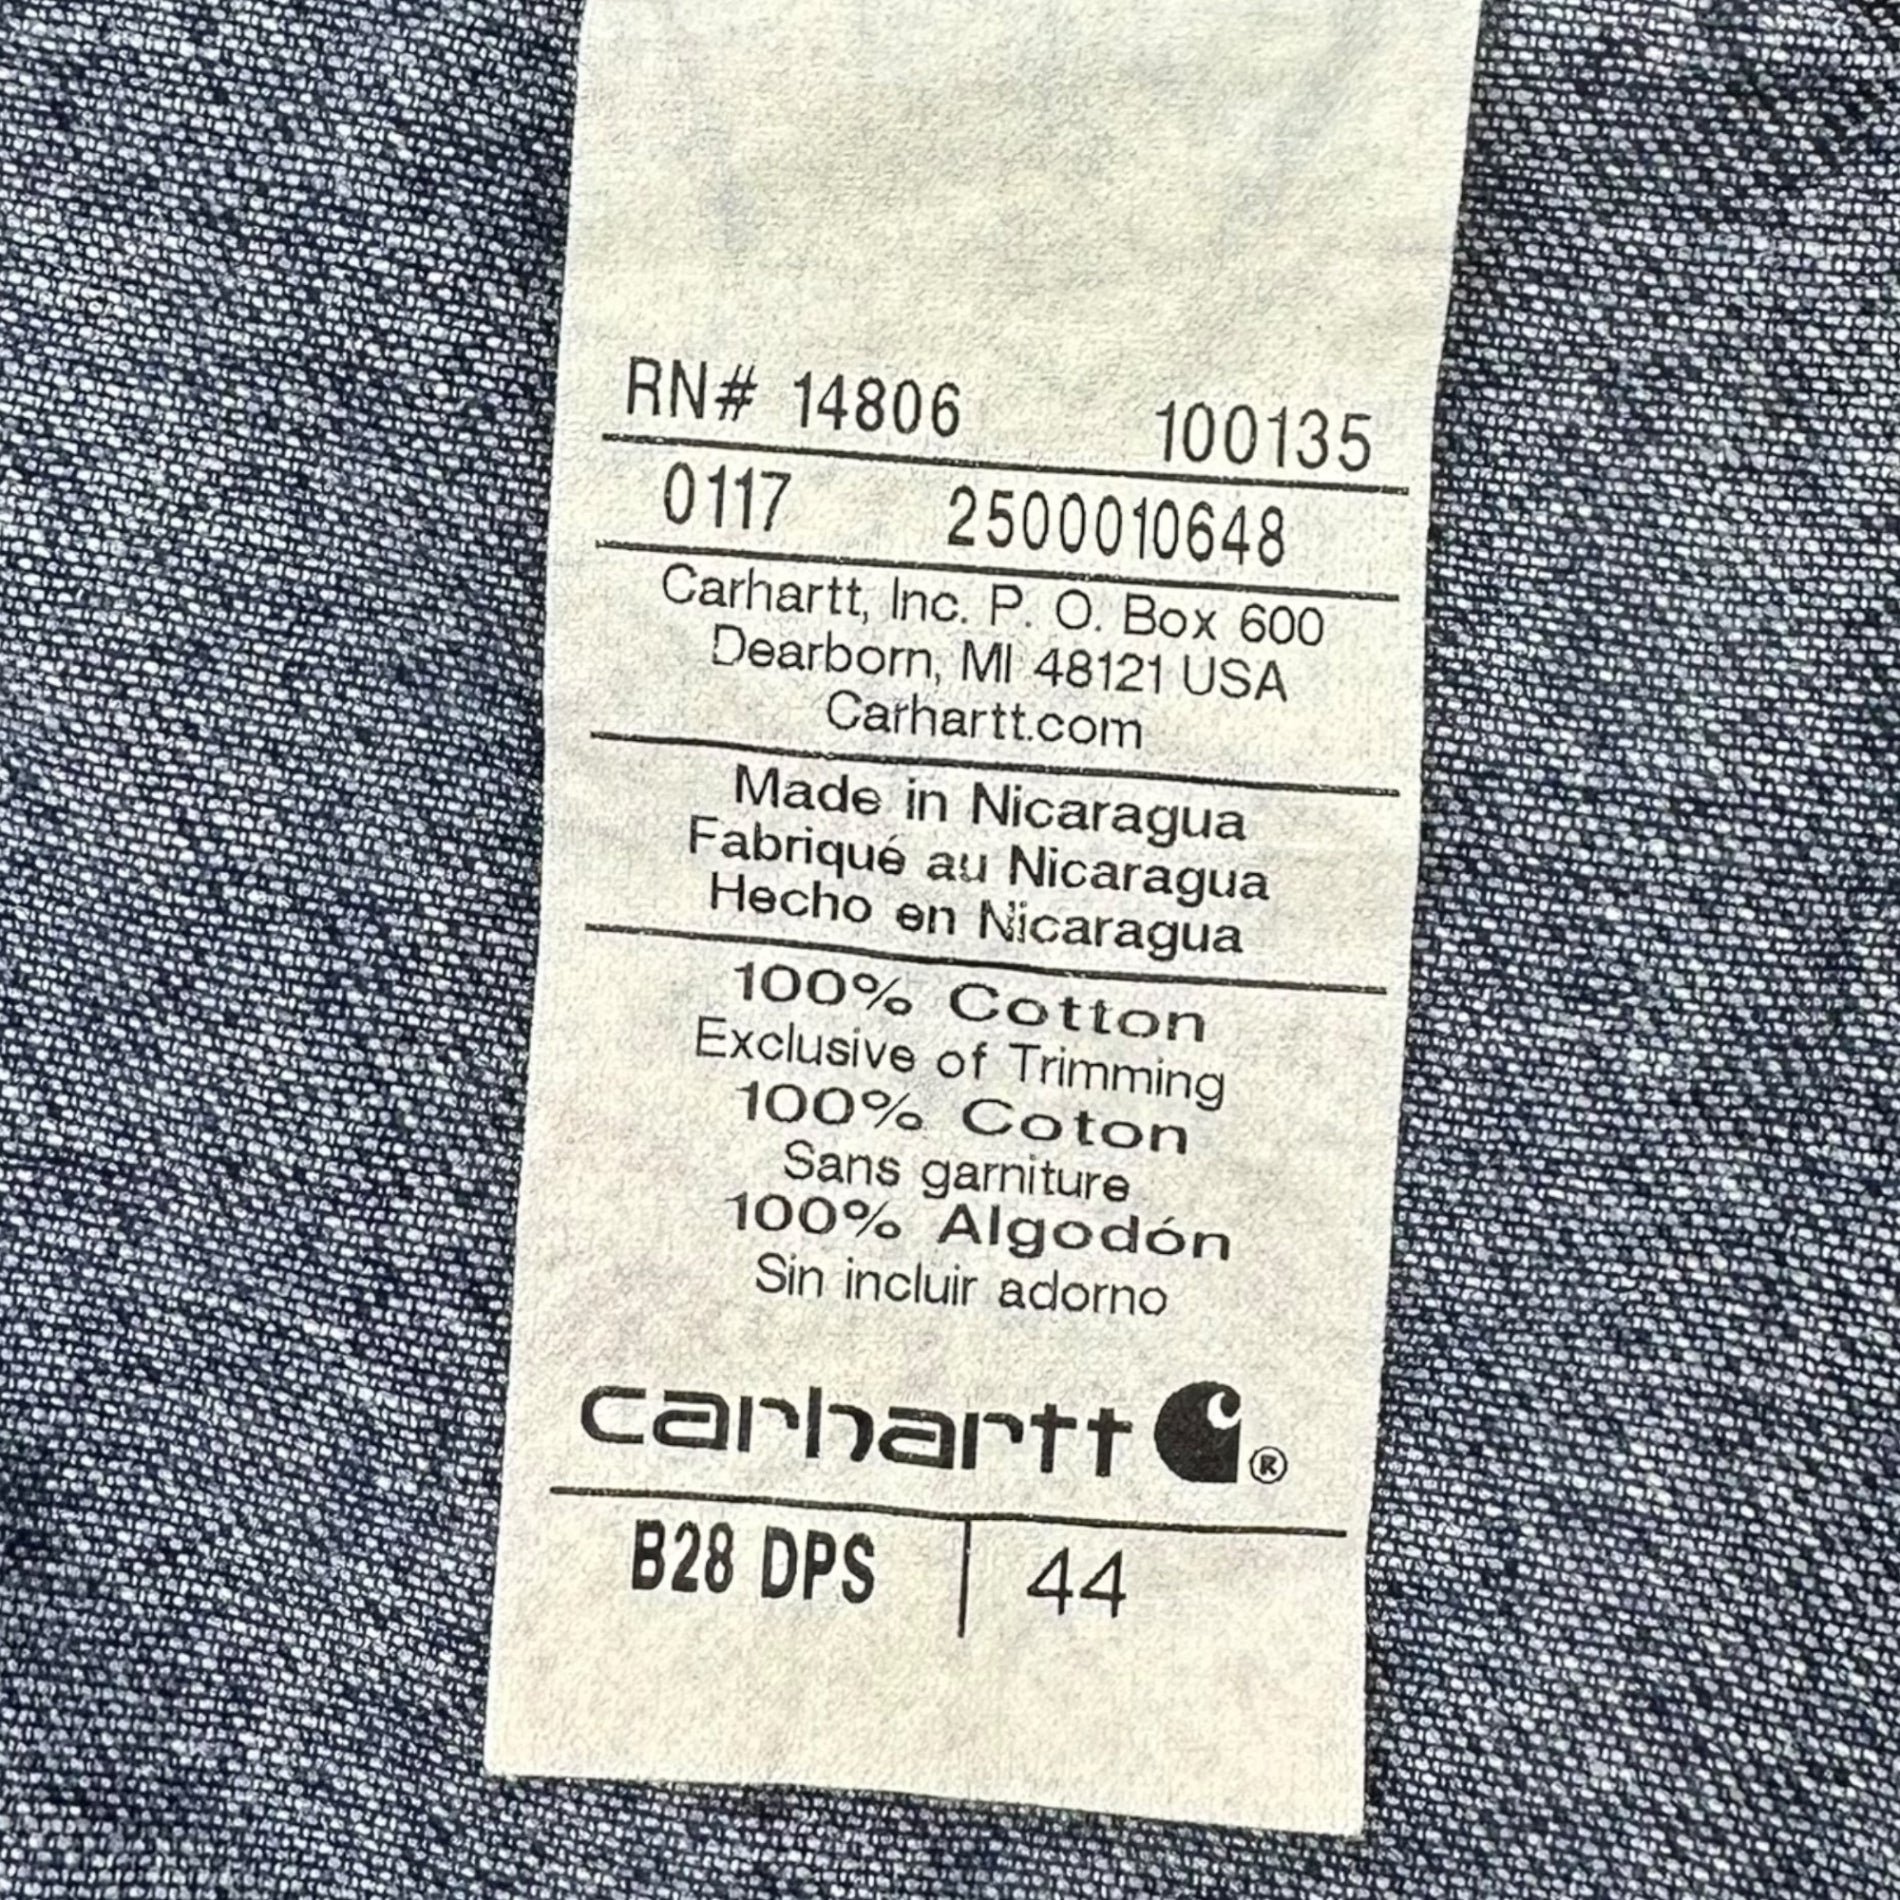 RN# 14806 100135
0117 2500010648
Carhartt, Inc. P. O. Box 600
Dearborn, MI 48121 USA
Carhartt.com
Made in Nicaragua
Fabriqué au Nicaragua
Hecho en Nicaragua
100% Cotton
Exclusive of Trimming
100% Coton
Sans garniture
100% Algodón
Sin incluir adorno
carhartt ®
B28 DPS 44